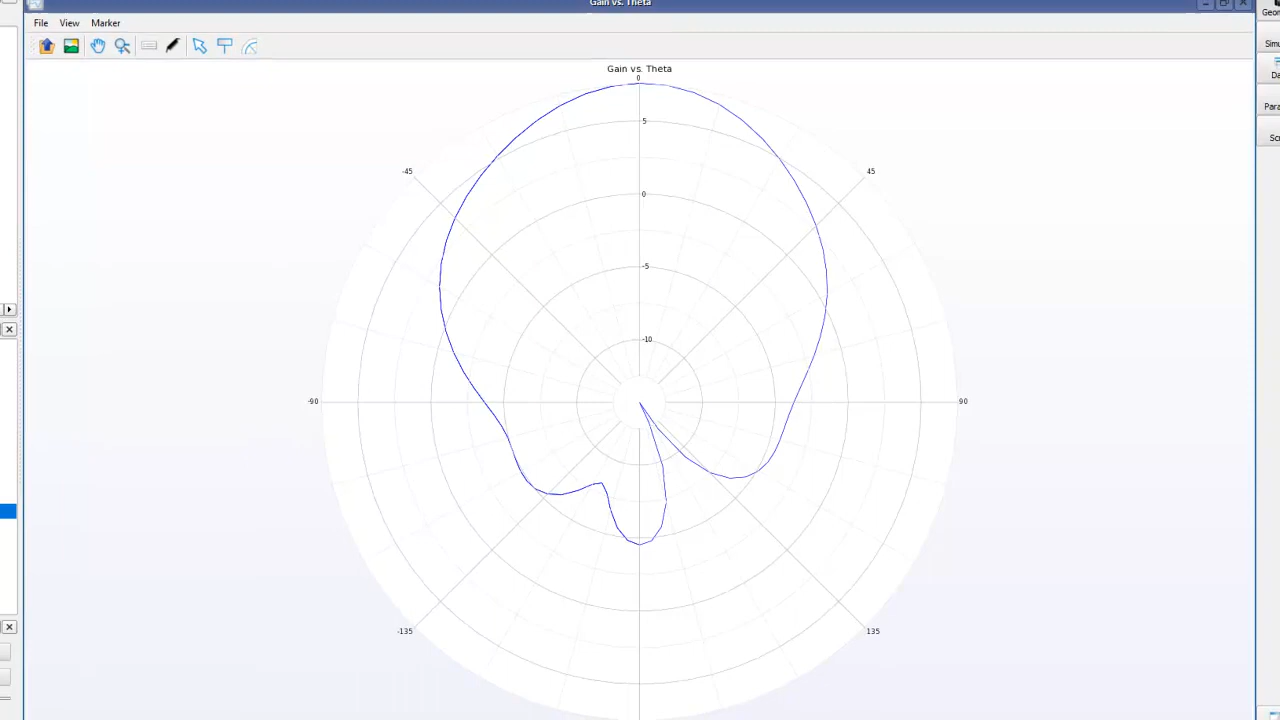 Gain vs. Theta
File View Marker
Gain vs. Theta
0
5
-45 45
0
-5
-10
-90 90
-135 135